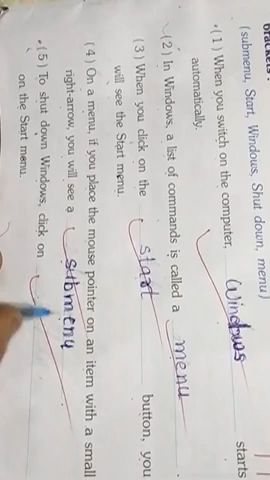 brackets.
(submenu, Start, Windows, Shut down, menu)
(1) When you switch on the computer, Windows starts
automatically.
(2) In Windows, a list of commands is called a menu.
(3) When you click on the start button, you
will see the Start menu.
(4) On a menu, if you place the mouse pointer on an item with a small
right-arrow, you will see a submenu
(5) To shut down Windows, click on
on the Start menu.